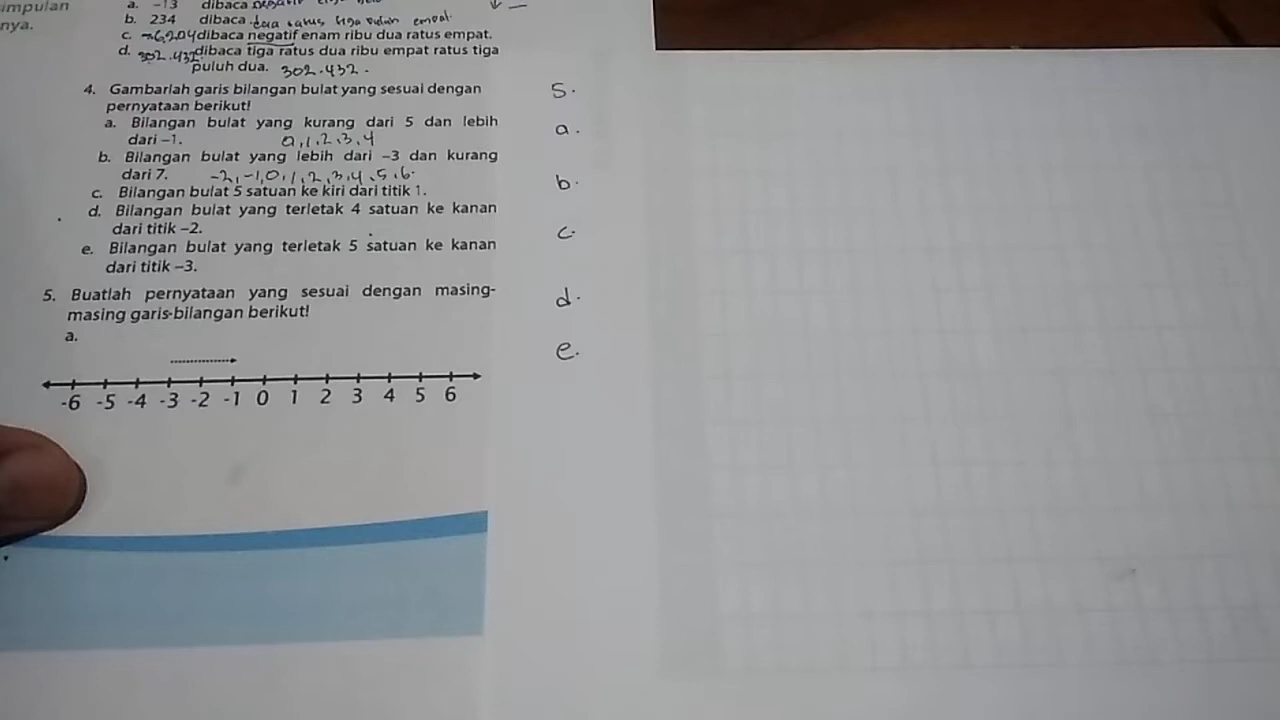 impulan
nya.
a. −13 dibaca
b. 234 dibaca dua ratus tiga puluh empat.
c. −6.204 dibaca negatif enam ribu dua ratus empat.
d. 302.432 dibaca tiga ratus dua ribu empat ratus tiga
puluh dua. 302.432.
4. Gambarlah garis bilangan bulat yang sesuai dengan
pernyataan berikut!
a. Bilangan bulat yang kurang dari 5 dan lebih
dari −1. 0,1,2,3,4
b. Bilangan bulat yang lebih dari −3 dan kurang
dari 7. −2,−1,0,1,2,3,4,5,6.
c. Bilangan bulat 5 satuan ke kiri dari titik 1.
d. Bilangan bulat yang terletak 4 satuan ke kanan
dari titik −2.
e. Bilangan bulat yang terletak 5 satuan ke kanan
dari titik −3.
5. Buatlah pernyataan yang sesuai dengan masing-
masing garis bilangan berikut!
a.
-6 -5 -4 -3 -2 -1 0 1 2 3 4 5 6
5.
a.
b.
c.
d.
e.